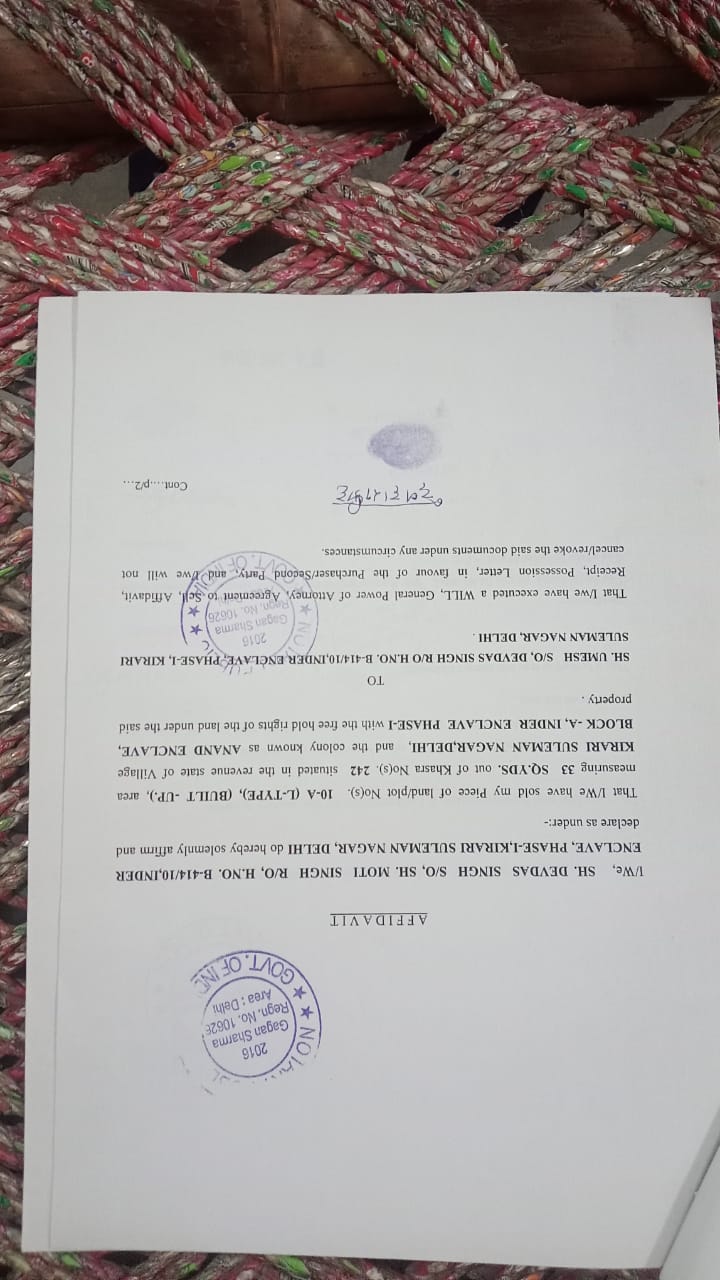 2016
Gagan Sharma
Regn. No. 10626
Area : Delhi
GOVT. OF IND
AFFIDAVIT
I/We, SH. DEVDAS SINGH S/O, SH. MOTI SINGH R/O, H.NO. B-414/10,INDER
ENCLAVE, PHASE-I,KIRARI SULEMAN NAGAR, DELHI do hereby solemnly affirm and
declare as under:-
That I/We have sold my Piece of land/plot No(s). 10-A (L-TYPE), (BUILT -UP.), area
measuring 33 SQ.YDS. out of Khasra No(s). 242 situated in the revenue state of Village
KIRARI SULEMAN NAGAR,DELHI, and the colony known as ANAND ENCLAVE,
BLOCK -A, INDER ENCLAVE PHASE-I with the free hold rights of the land under the said
property .
TO
SH. UMESH S/O, DEVDAS SINGH R/O H.NO. B-414/10,INDER ENCLAVE, PHASE-I, KIRARI
SULEMAN NAGAR, DELHI .
2016
Gagan Sharma
Regn. No. 10626
GOVT. OF
That I/we have executed a WILL, General Power of Attorney, Agreement to Sell, Affidavit,
Receipt, Possession Letter, in favour of the Purchaser/Second Party, and I/we will not
cancel/revoke the said documents under any circumstances.
Cont....p/2...